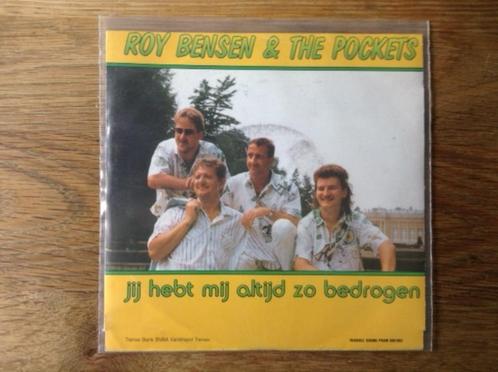 ROY BENSEN & THE POCKETS
jij hebt mij altijd zo bedrogen